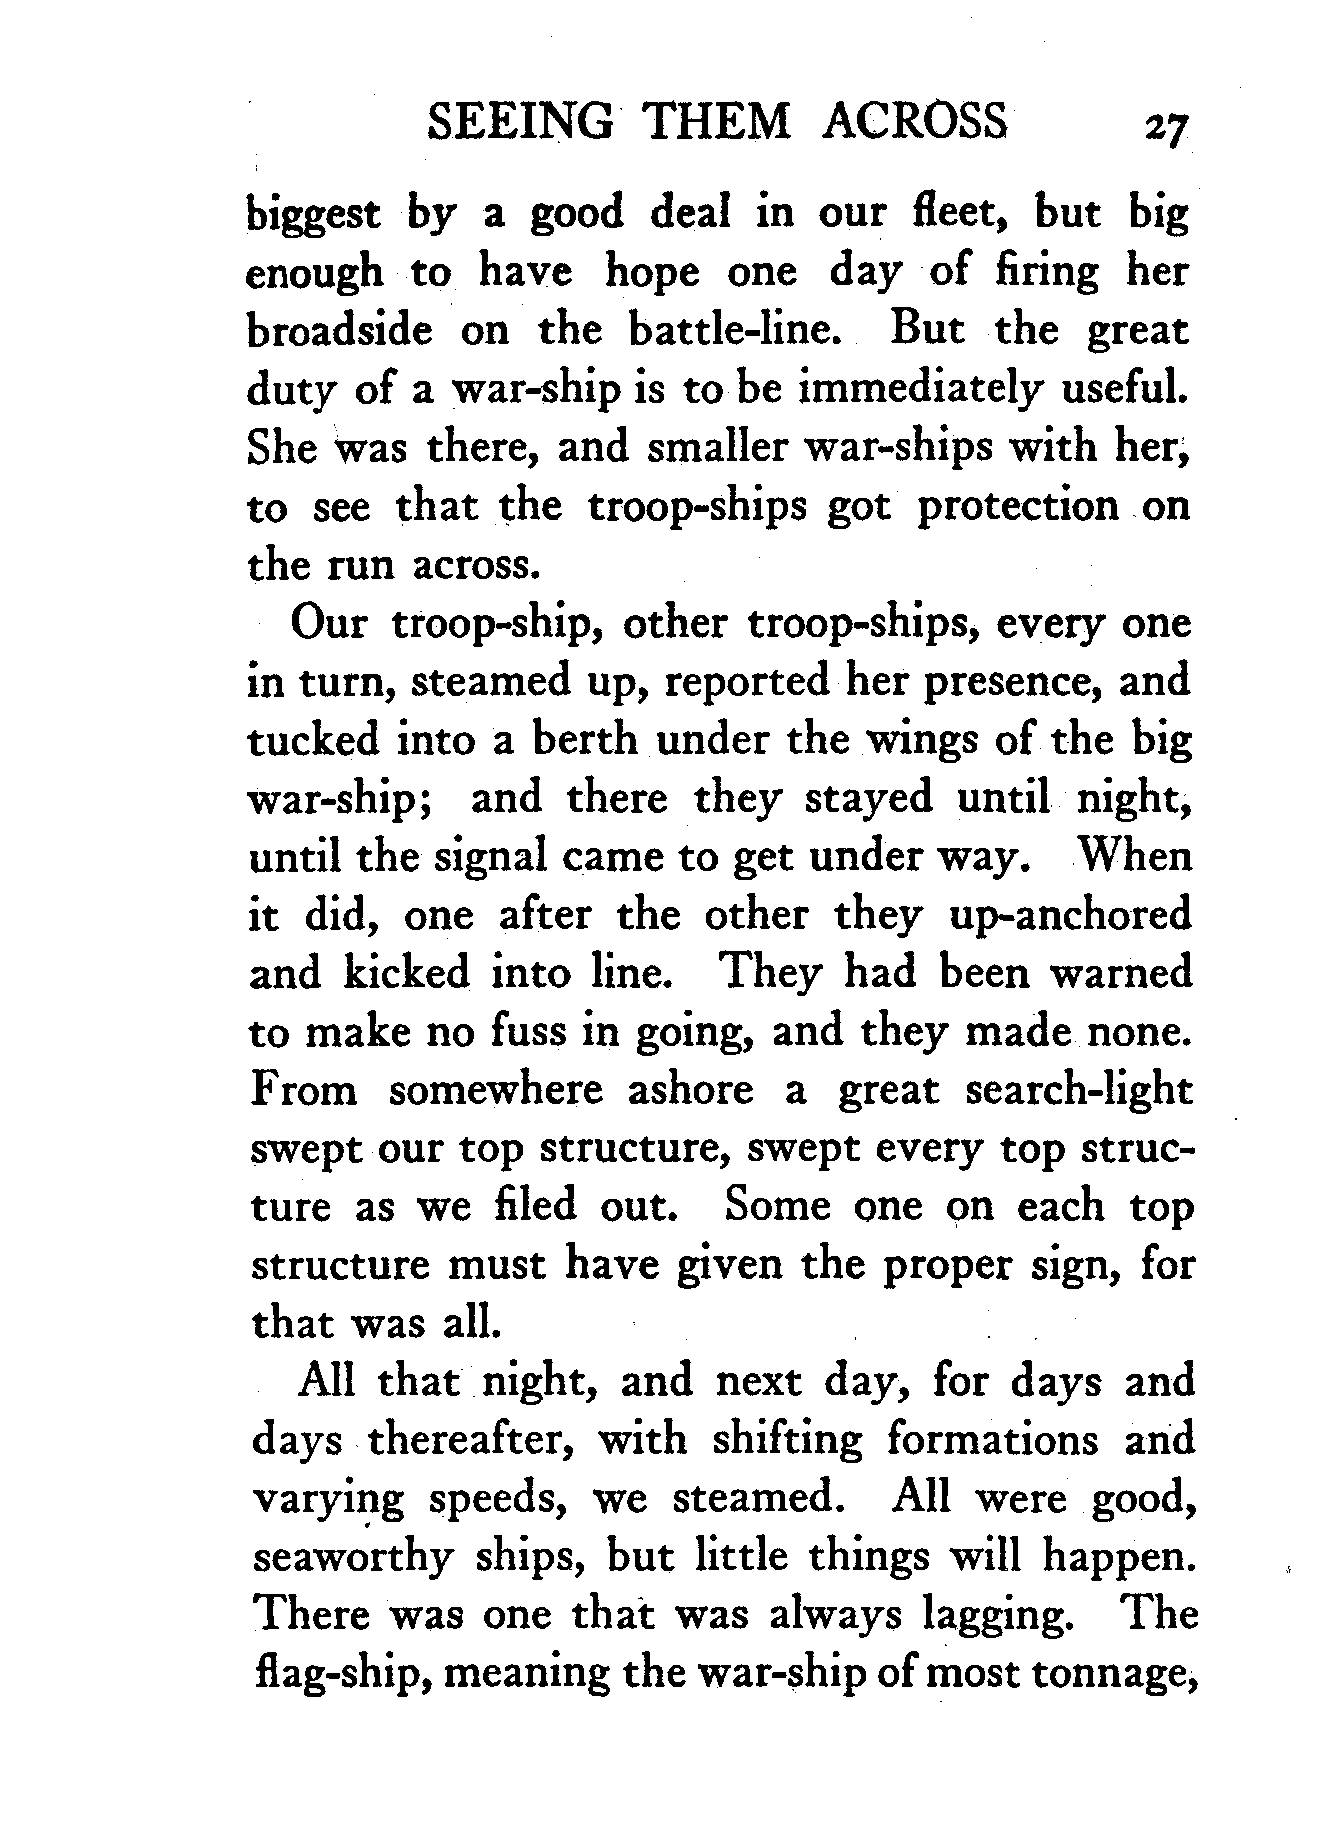 SEEING THEM ACROSS 27
biggest by a good deal in our fleet, but big
enough to have hope one day of firing her
broadside on the battle-line. But the great
duty of a war-ship is to be immediately useful.
She was there, and smaller war-ships with her,
to see that the troop-ships got protection on
the run across.
Our troop-ship, other troop-ships, every one
in turn, steamed up, reported her presence, and
tucked into a berth under the wings of the big
war-ship; and there they stayed until night,
until the signal came to get under way. When
it did, one after the other they up-anchored
and kicked into line. They had been warned
to make no fuss in going, and they made none.
From somewhere ashore a great search-light
swept our top structure, swept every top struc-
ture as we filed out. Some one on each top
structure must have given the proper sign, for
that was all.
All that night, and next day, for days and
days thereafter, with shifting formations and
varying speeds, we steamed. All were good,
seaworthy ships, but little things will happen.
There was one that was always lagging. The
flag-ship, meaning the war-ship of most tonnage,